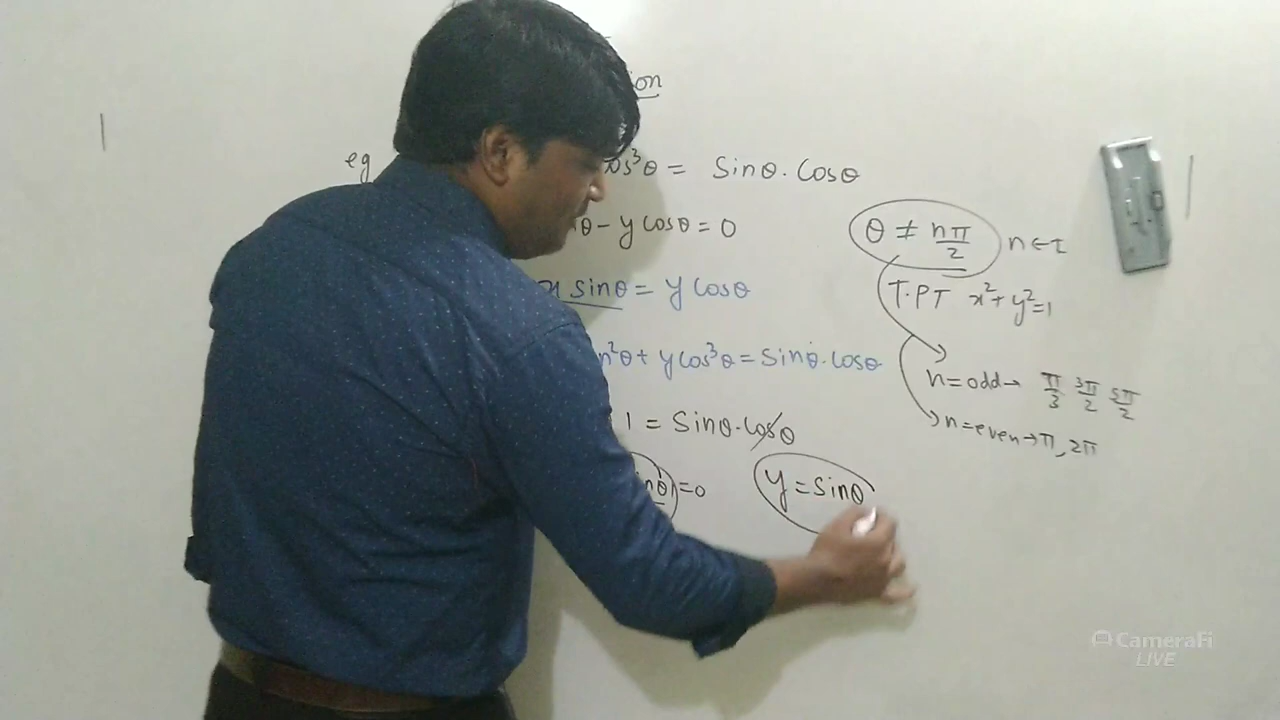 ion
eg os³θ = Sinθ. Cosθ
θ - y Cosθ = 0
θ ≠ nπ/2 n∈I
x sinθ = y Cosθ
T.P.T x²+y²=1
n²θ + y Cos³θ = Sinθ. Cosθ
n=odd→ π/3 3π/2 5π/2
n=even→π, 2π
1 = Sinθ. Cosθ
inθ) = 0 y = Sinθ
CameraFi
LIVE